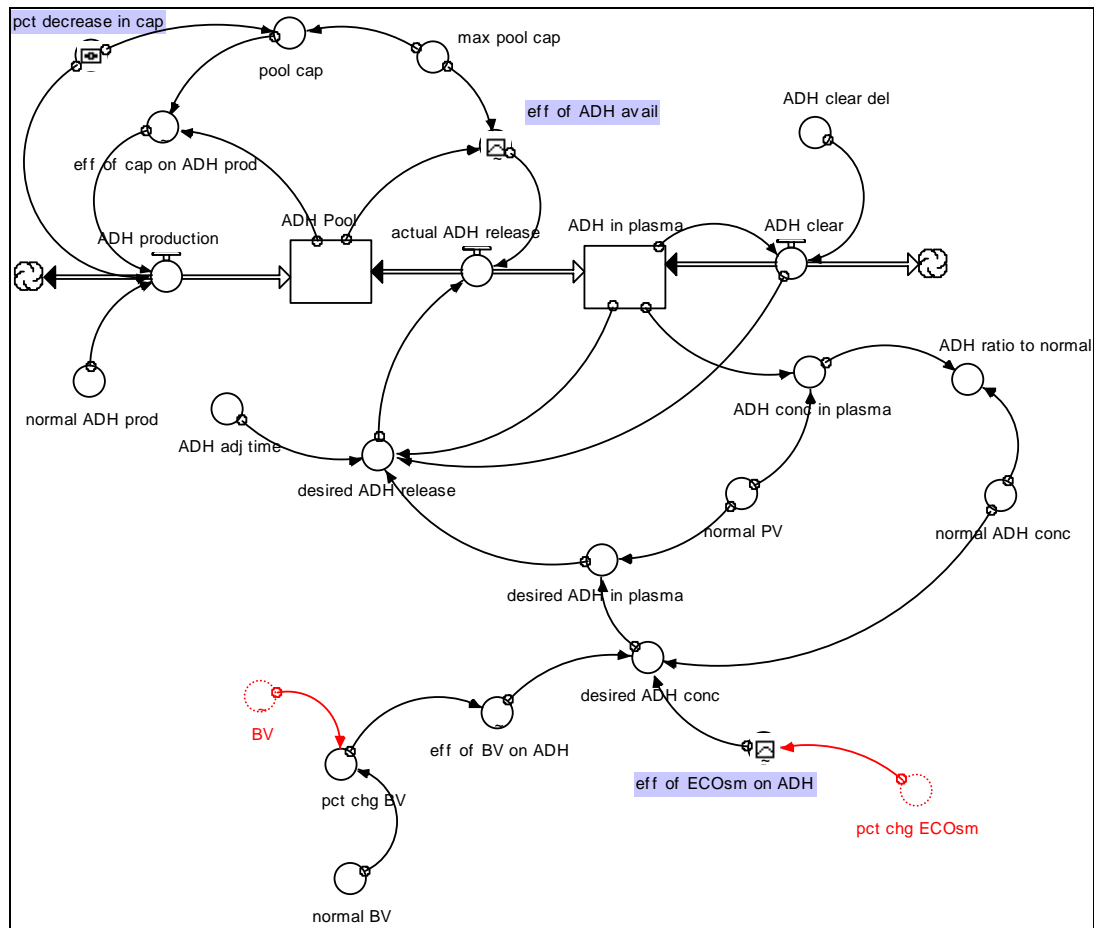 pct decrease in cap
max pool cap
pool cap
ADH clear del
eff of ADH avail
eff of cap on ADH prod
ADH Pool
actual ADH release
ADH in plasma
ADH clear
ADH production
ADH ratio to normal
normal ADH prod
ADH conc in plasma
ADH adj time
desired ADH release
normal PV
normal ADH conc
desired ADH in plasma
desired ADH conc
BV
eff of BV on ADH
eff of ECOsm on ADH
pct chg BV
pct chg ECOsm
normal BV